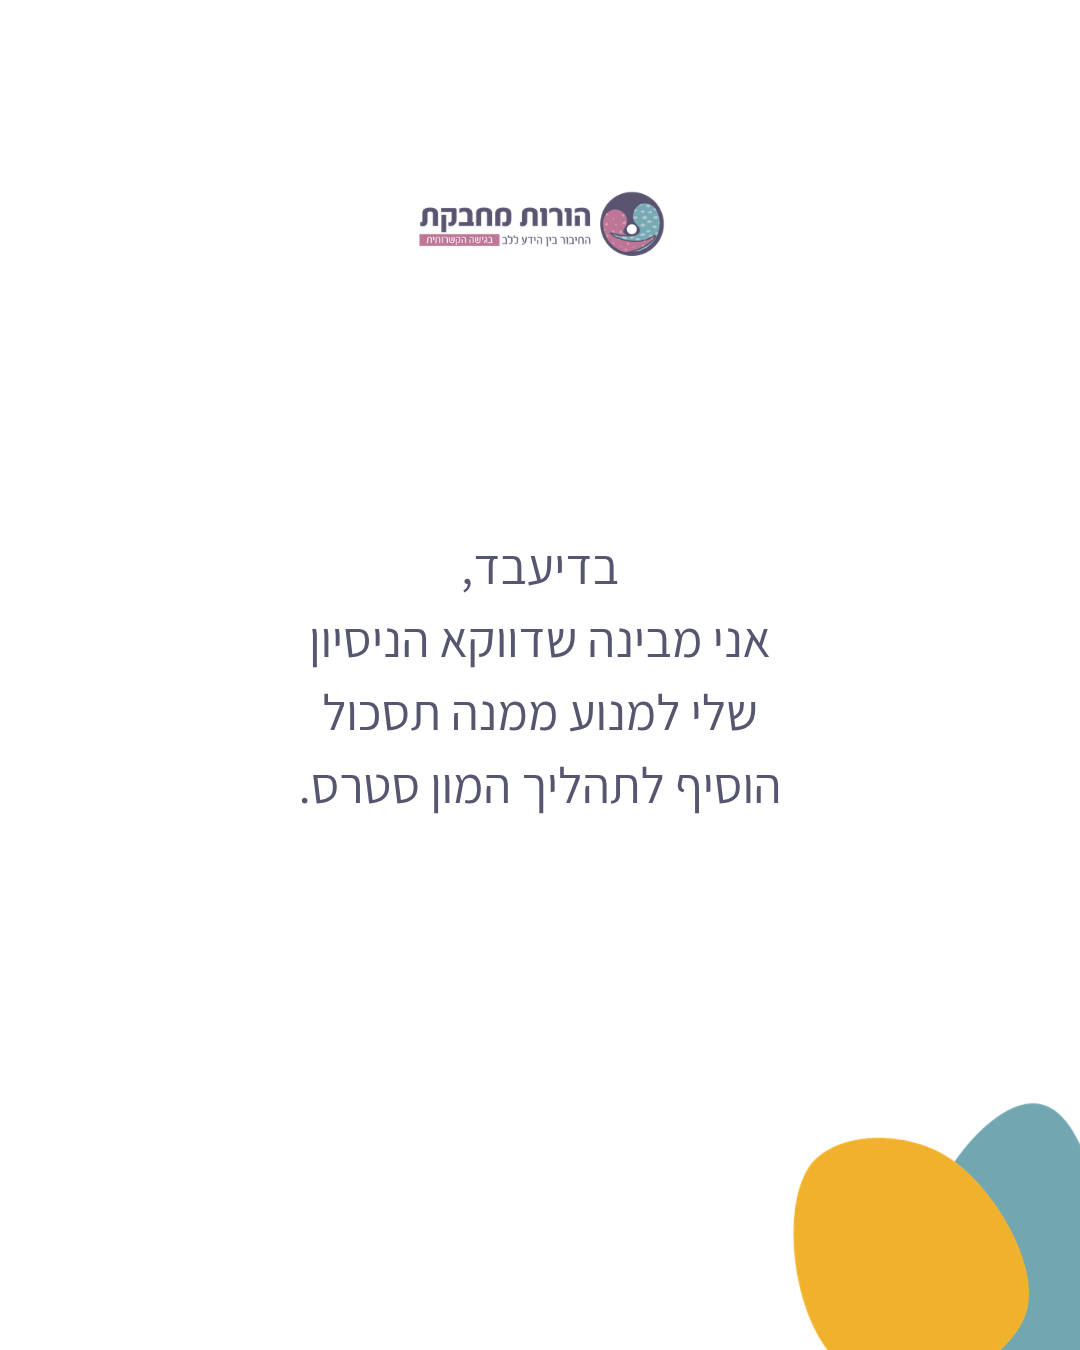 הורות מחבקת
החיבור בין הידע ללב בגישה הקשרותית
בדיעבד,
אני מבינה שדווקא הניסיון
שלי למנוע ממנה תסכול
הוסיף לתהליך המון סטרס.